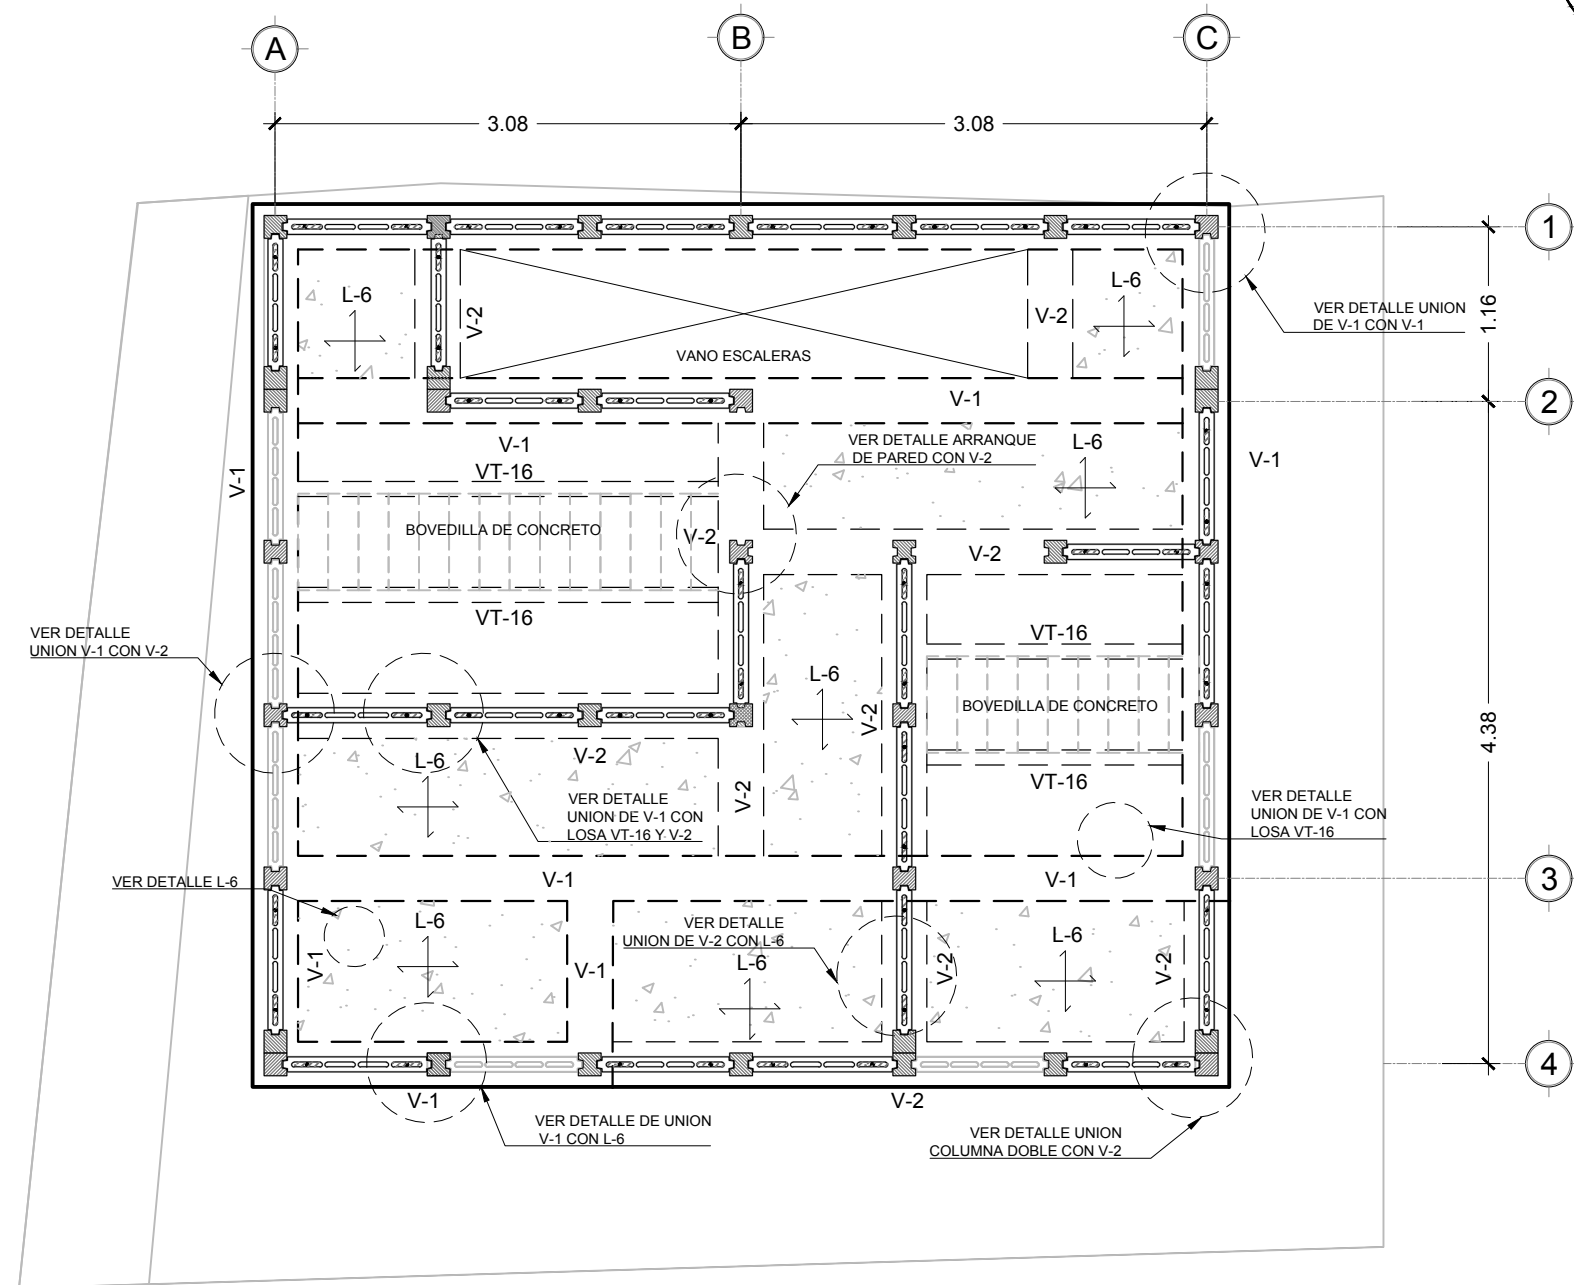 A
B
C
3.08
3.08
1
L-6
L-6
V-2
V-2
VER DETALLE UNION
DE V-1 CON V-1
1.16
VANO ESCALERAS
V-1
2
V-1
VT-16
VER DETALLE ARRANQUE
DE PARED CON V-2
L-6
V-1
V-1
BOVEDILLA DE CONCRETO
V-2
V-2
VT-16
VT-16
VER DETALLE
UNION V-1 CON V-2
L-6
V-2
BOVEDILLA DE CONCRETO
4.38
V-2
L-6
V-2
VT-16
VER DETALLE
UNION DE V-1 CON
LOSA VT-16 Y V-2
VER DETALLE
UNION DE V-1 CON
LOSA VT-16
VER DETALLE L-6
V-1
V-1
3
L-6
VER DETALLE
UNION DE V-2 CON L-6
L-6
L-6
V-1
V-1
V-2
V-2
4
V-1
V-2
VER DETALLE DE UNION
V-1 CON L-6
VER DETALLE UNION
COLUMNA DOBLE CON V-2